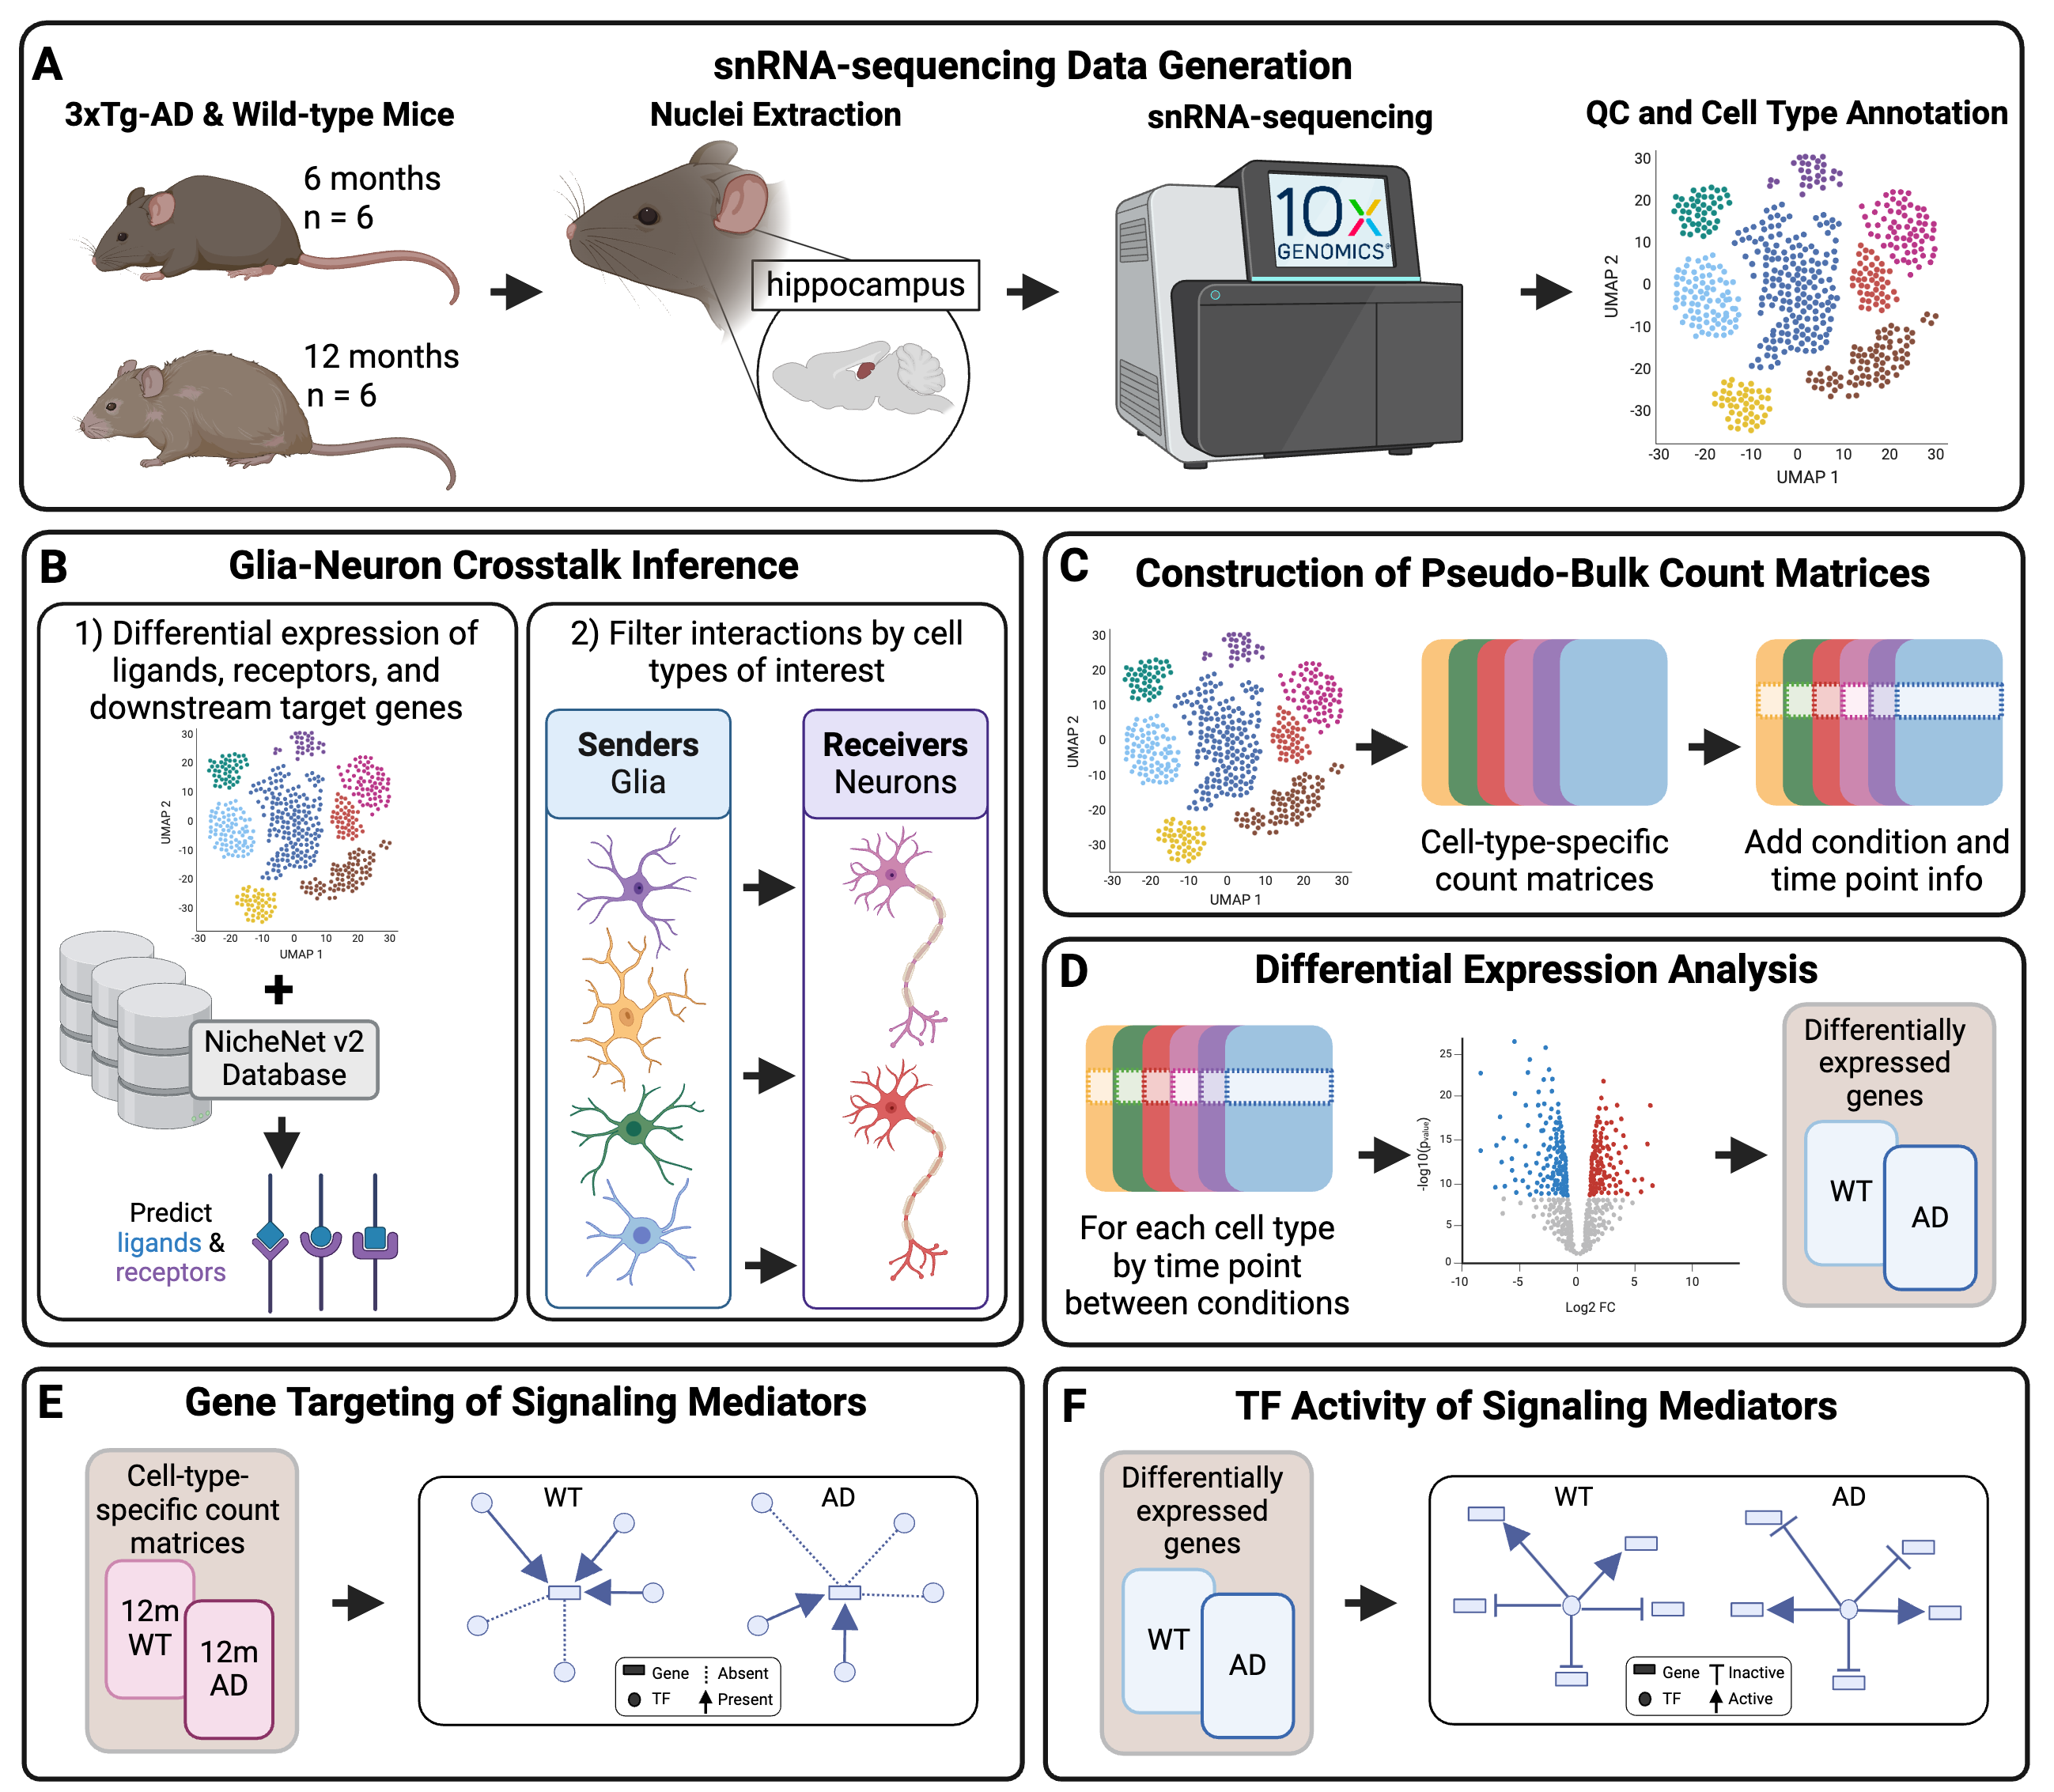 A
snRNA-sequencing Data Generation
3xTg-AD & Wild-type Mice
Nuclei Extraction
snRNA-sequencing
QC and Cell Type Annotation
6 months
n = 6
12 months
n = 6
hippocampus
10x
GENOMICS
UMAP 2
30
20
10
0
-10
-20
-30
-30 -20 -10 0 10 20 30
UMAP 1
B
Glia-Neuron Crosstalk Inference
1) Differential expression of
ligands, receptors, and
downstream target genes
UMAP 2
30
20
10
0
-10
-20
-30
-30 -20 -10 0 10 20 30
UMAP 1
+
NicheNet v2
Database
Predict
ligands &
receptors
2) Filter interactions by cell
types of interest
Senders
Glia
Receivers
Neurons
C
Construction of Pseudo-Bulk Count Matrices
UMAP 2
30
20
10
0
-10
-20
-30
-30 -20 -10 0 10 20 30
UMAP 1
Cell-type-specific
count matrices
Add condition and
time point info
D
Differential Expression Analysis
For each cell type
by time point
between conditions
-log10(pvalue)
25
20
15
10
5
0
-10 -5 0 5 10
Log2 FC
Differentially
expressed
genes
WT
AD
E
Gene Targeting of Signaling Mediators
Cell-type-
specific count
matrices
12m
WT
12m
AD
WT
AD
Gene Absent
TF Present
F
TF Activity of Signaling Mediators
Differentially
expressed
genes
WT
AD
WT
AD
Gene Inactive
TF Active